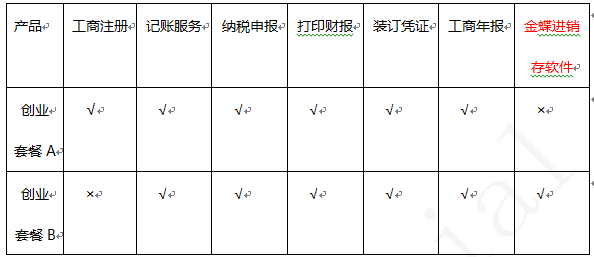 产品 工商注册 记账服务 纳税申报 打印财报 装订凭证 工商年报 金蝶进销
存软件
创业 √ √ √ √ √ √ ×
套餐 A
创业 × √ √ √ √ √ √
套餐 B